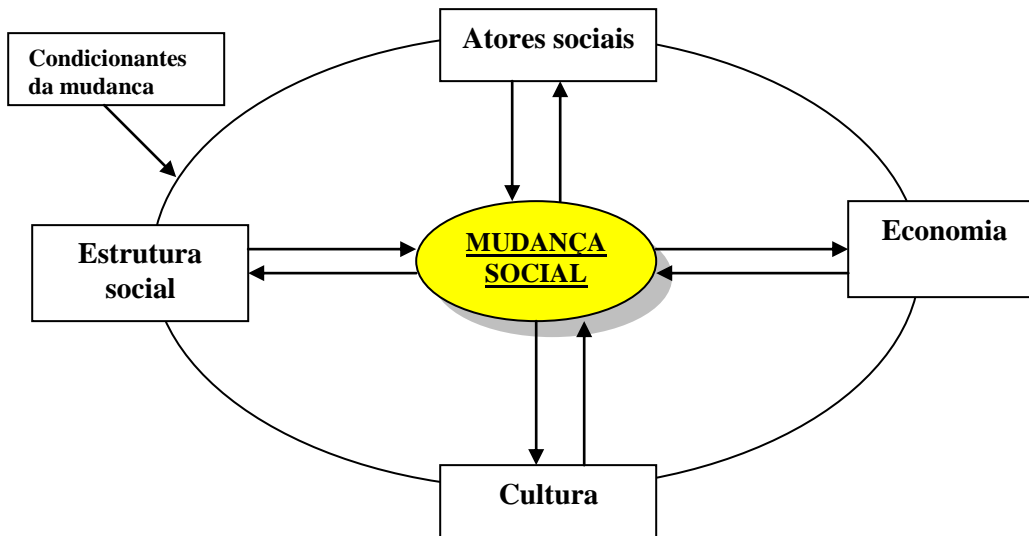 Atores sociais
Condicionantes
da mudanca
Estrutura
social
MUDANÇA
SOCIAL
Economia
Cultura